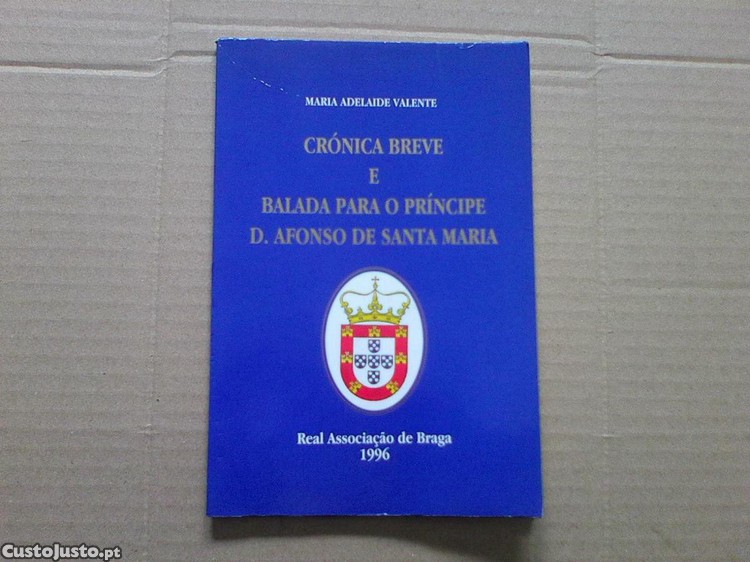 MARIA ADELAIDE VALENTE
CRÓNICA BREVE
E
BALADA PARA O PRÍNCIPE
D. AFONSO DE SANTA MARIA
Real Associação de Braga
1996
CustoJusto.pt